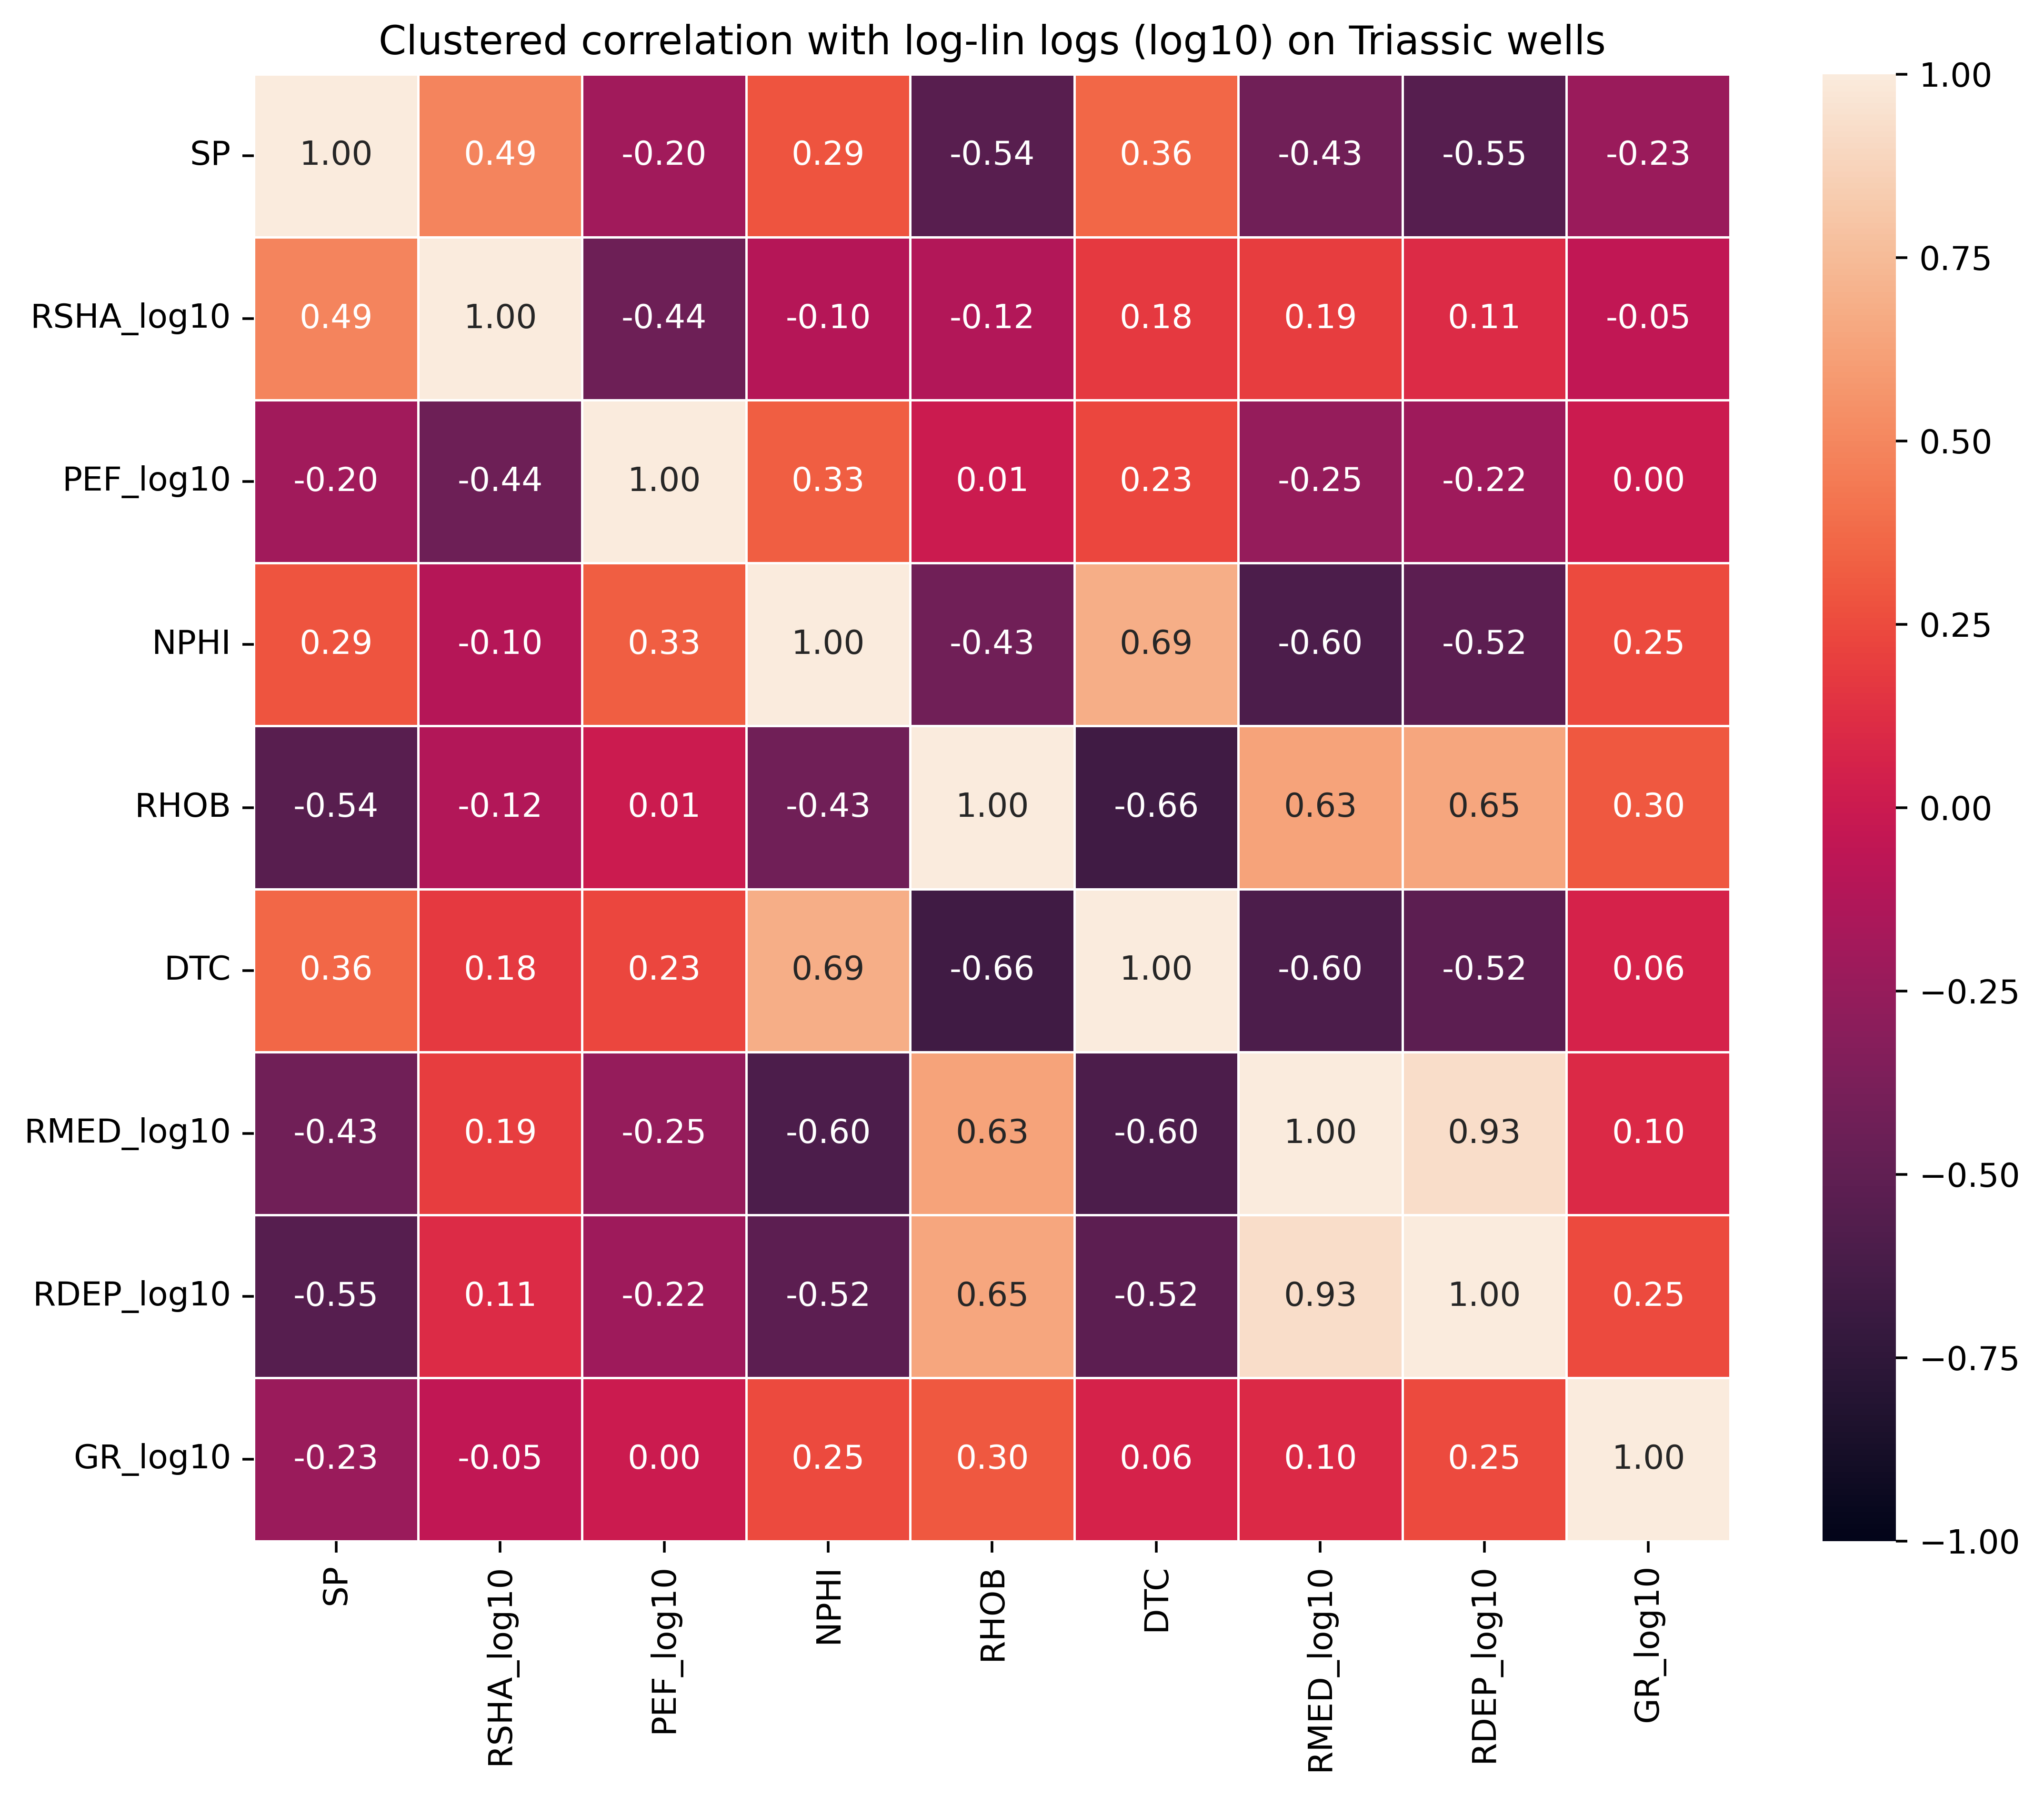 Clustered correlation with log-lin logs (log10) on Triassic wells
SP 1.00 0.49 -0.20 0.29 -0.54 0.36 -0.43 -0.55 -0.23
RSHA_log10 0.49 1.00 -0.44 -0.10 -0.12 0.18 0.19 0.11 -0.05
PEF_log10 -0.20 -0.44 1.00 0.33 0.01 0.23 -0.25 -0.22 0.00
NPHI 0.29 -0.10 0.33 1.00 -0.43 0.69 -0.60 -0.52 0.25
RHOB -0.54 -0.12 0.01 -0.43 1.00 -0.66 0.63 0.65 0.30
DTC 0.36 0.18 0.23 0.69 -0.66 1.00 -0.60 -0.52 0.06
RMED_log10 -0.43 0.19 -0.25 -0.60 0.63 -0.60 1.00 0.93 0.10
RDEP_log10 -0.55 0.11 -0.22 -0.52 0.65 -0.52 0.93 1.00 0.25
GR_log10 -0.23 -0.05 0.00 0.25 0.30 0.06 0.10 0.25 1.00
SP RSHA_log10 PEF_log10 NPHI RHOB DTC RMED_log10 RDEP_log10 GR_log10
1.00
0.75
0.50
0.25
0.00
−0.25
−0.50
−0.75
−1.00